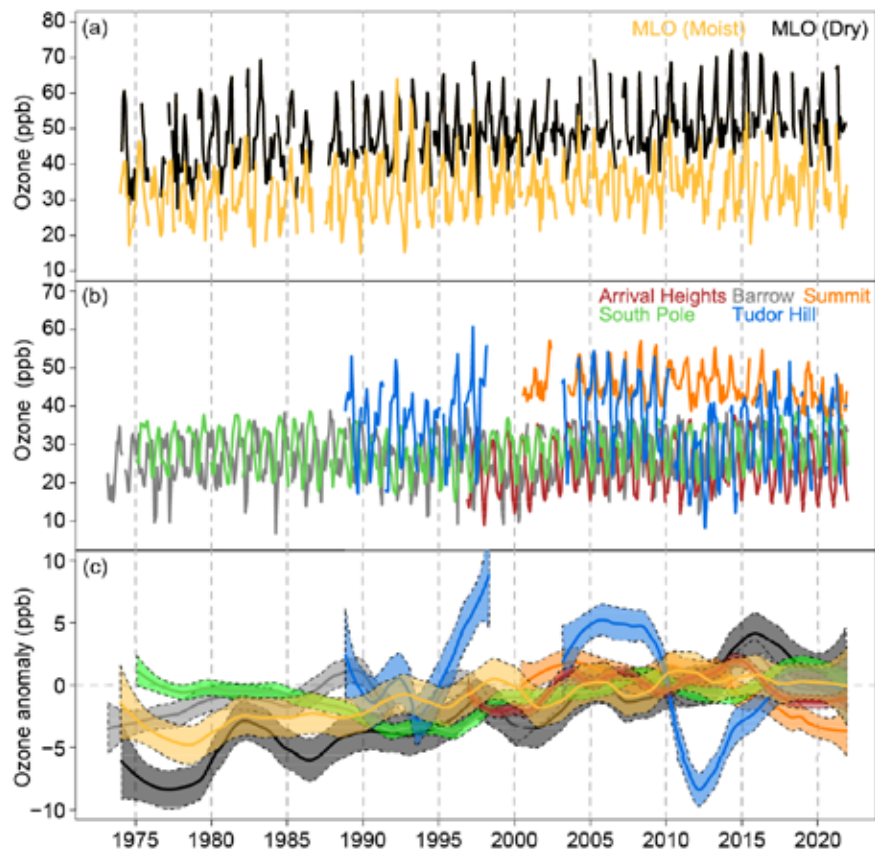 80
(a)
MLO (Moist)
MLO (Dry)
70
60
50
40
30
20
10
Ozone (ppb)
70
(b)
Arrival Heights Barrow Summit
South Pole Tudor Hill
60
50
40
30
20
10
Ozone (ppb)
10
(c)
5
0
−5
−10
Ozone anomaly (ppb)
1975 1980 1985 1990 1995 2000 2005 2010 2015 2020